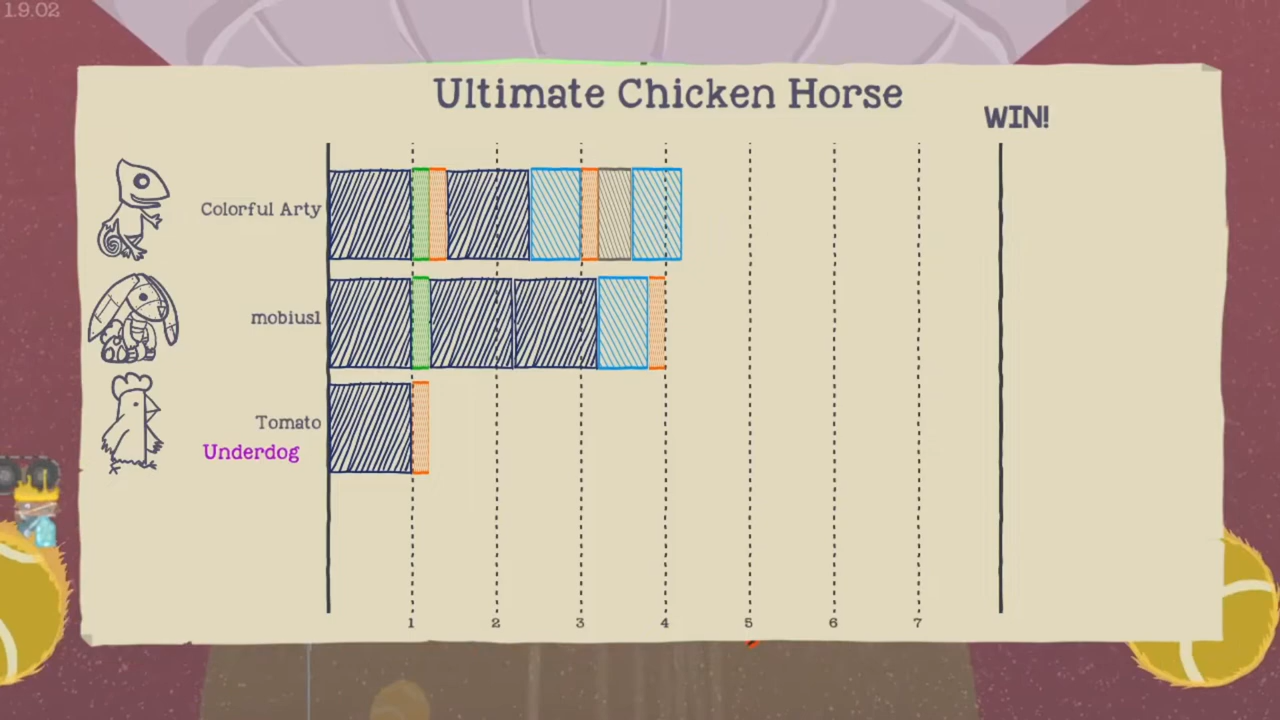 1.9.02
Ultimate Chicken Horse
WIN!
Colorful Arty
mobius1
Tomato
Underdog
1 2 3 4 5 6 7